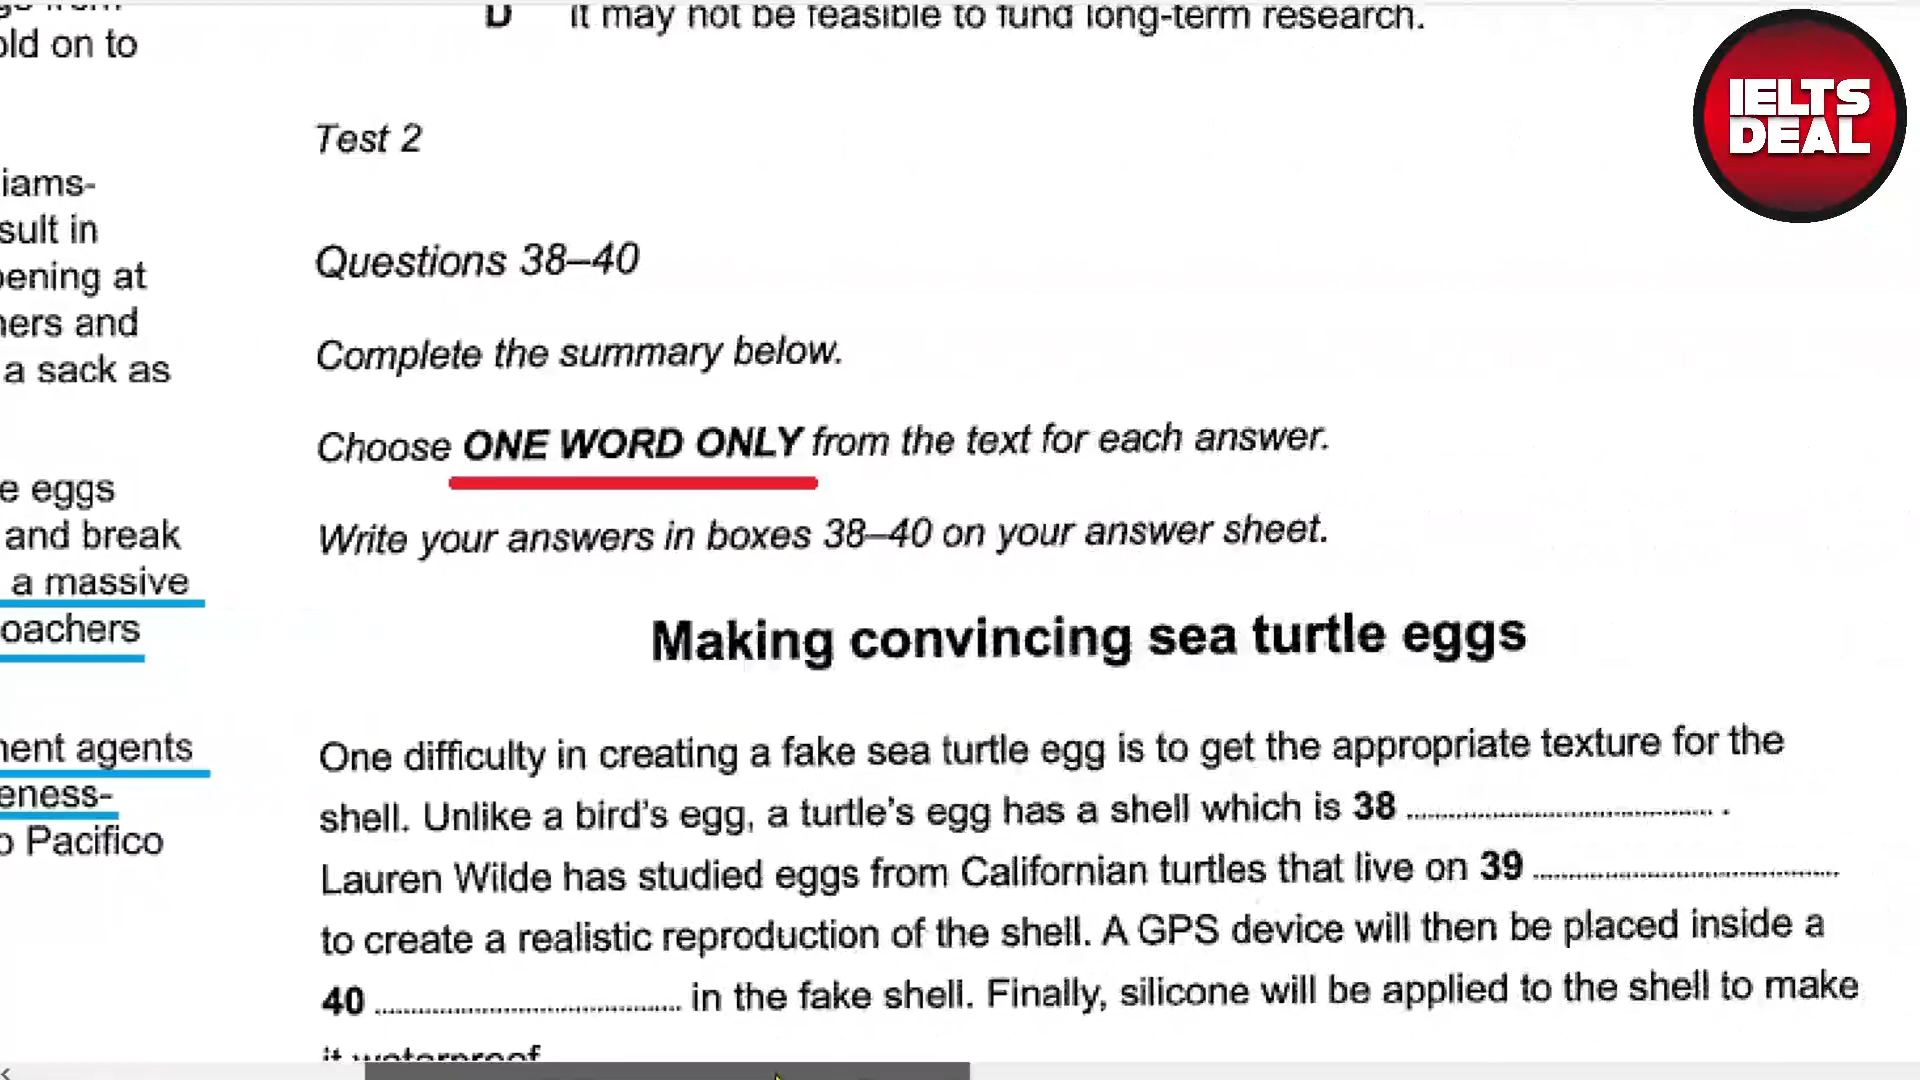 D It may not be feasible to fund long-term research.
old on to
IELTS
DEAL
Test 2
iams-
sult in
Questions 38–40
pening at
ners and
Complete the summary below.
a sack as
Choose ONE WORD ONLY from the text for each answer.
e eggs
and break
Write your answers in boxes 38–40 on your answer sheet.
a massive
oachers
Making convincing sea turtle eggs
nent agents
One difficulty in creating a fake sea turtle egg is to get the appropriate texture for the
eness-
shell. Unlike a bird's egg, a turtle's egg has a shell which is 38 ........................................ .
o Pacifico
Lauren Wilde has studied eggs from Californian turtles that live on 39 ........................................
to create a realistic reproduction of the shell. A GPS device will then be placed inside a
40 ........................................ in the fake shell. Finally, silicone will be applied to the shell to make
it waterproof